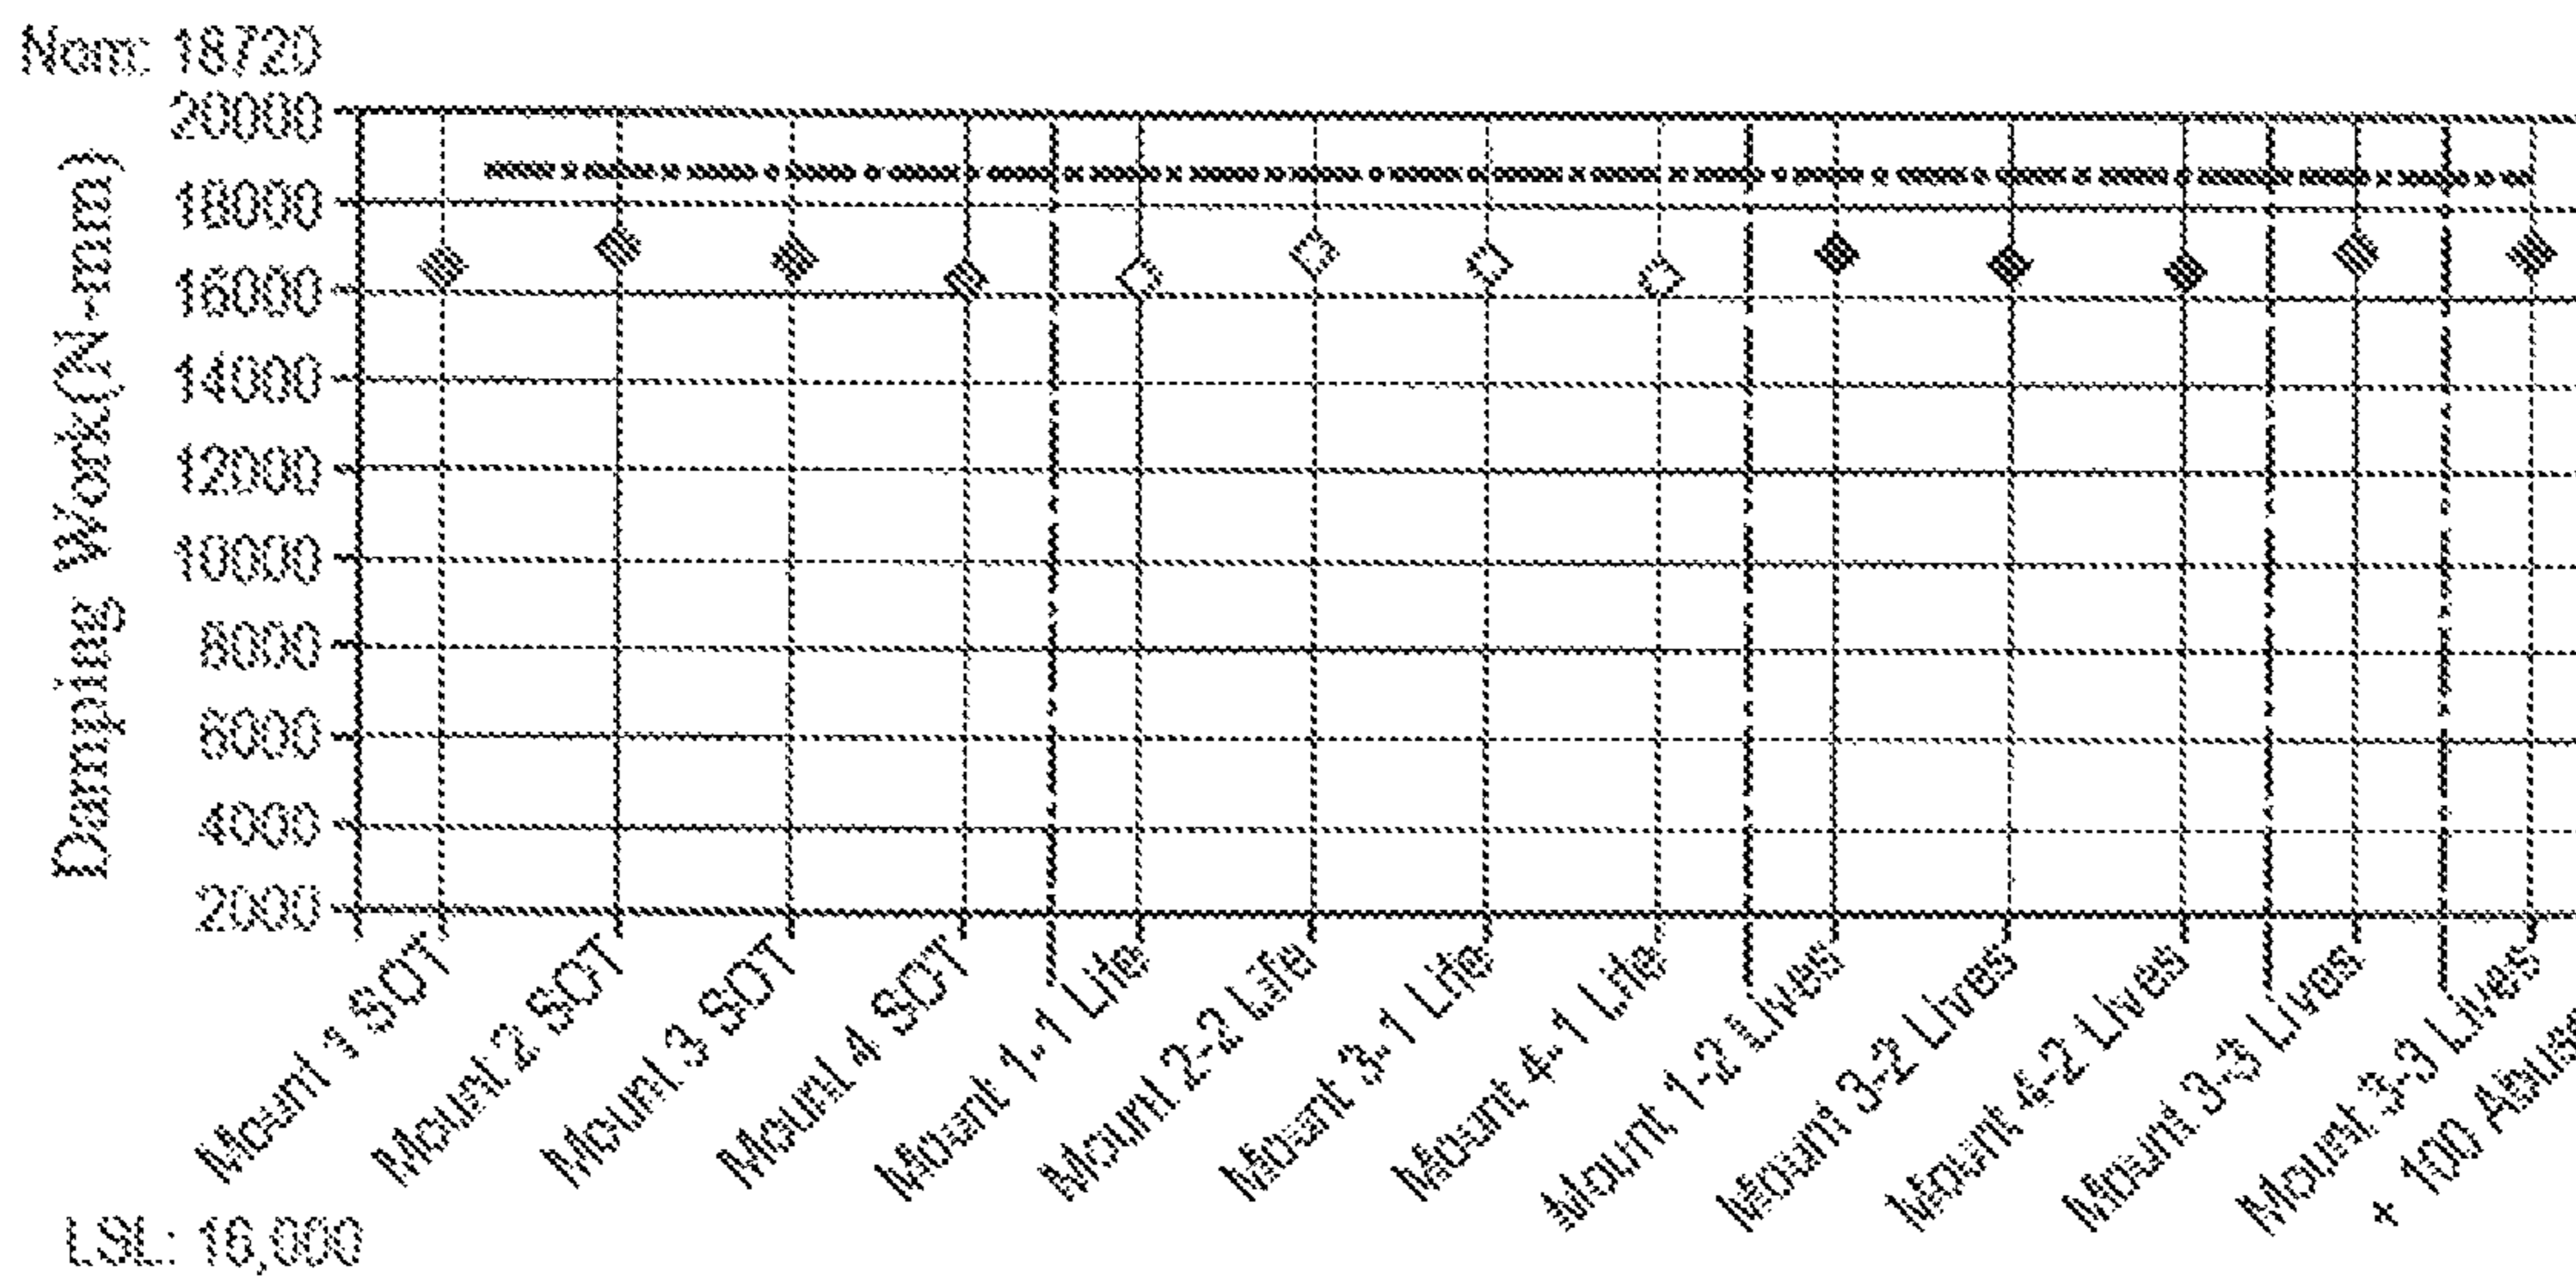 Nom: 18720
20000
18000
16000
14000
12000
10000
8000
6000
4000
2000
Damping Work(N-mm)
Mount 1 SOT
Mount 2 SOT
Mount 3 SOT
Mount 4 SOT
Mount 1-1 Life
Mount 2-2 Life
Mount 3-1 Life
Mount 4-1 Life
Mount 1-2 Lives
Mount 3-2 Lives
Mount 4-2 Lives
Mount 3-3 Lives
Mount 3-3 Lives
+ 100 Abuse
LSL: 16,000